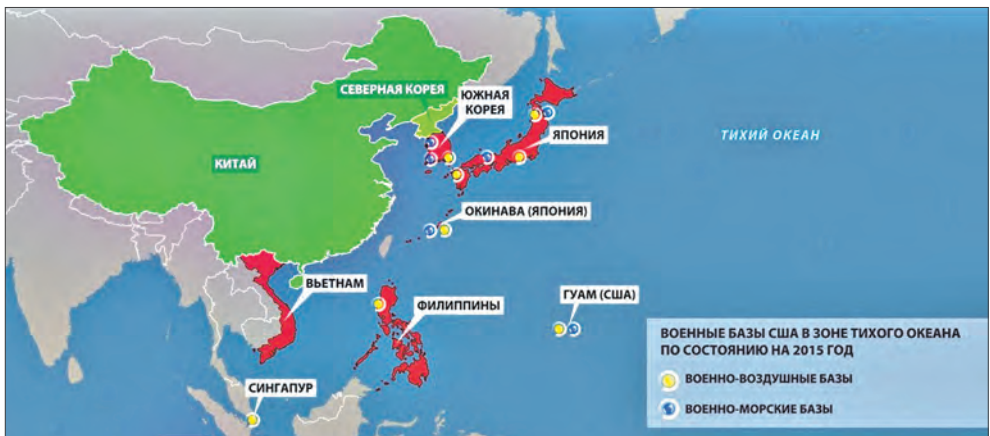 СЕВЕРНАЯ КОРЕЯ
ЮЖНАЯ
КОРЕЯ
ЯПОНИЯ
ТИХИЙ ОКЕАН
КИТАЙ
ОКИНАВА (ЯПОНИЯ)
ВЬЕТНАМ
ФИЛИППИНЫ
ГУАМ (США)
СИНГАПУР
ВОЕННЫЕ БАЗЫ США В ЗОНЕ ТИХОГО ОКЕАНА
ПО СОСТОЯНИЮ НА 2015 ГОД
ВОЕННО-ВОЗДУШНЫЕ БАЗЫ
ВОЕННО-МОРСКИЕ БАЗЫ